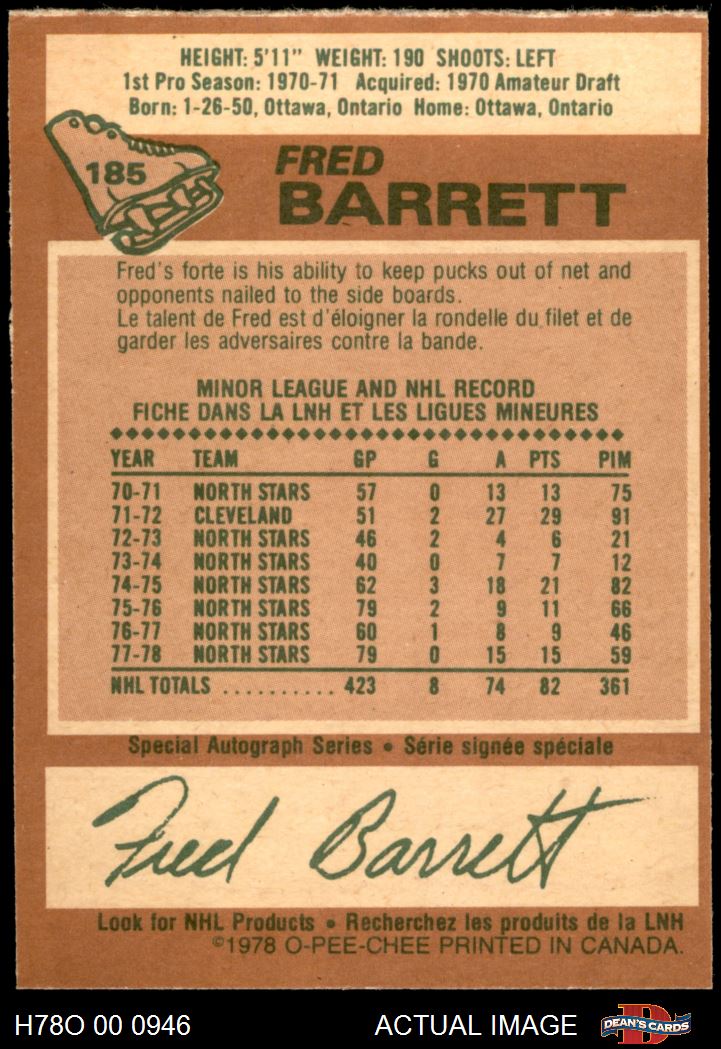 HEIGHT: 5'11" WEIGHT: 190 SHOOTS: LEFT
1st Pro Season: 1970-71 Acquired: 1970 Amateur Draft
Born: 1-26-50, Ottawa, Ontario Home: Ottawa, Ontario
185
FRED
BARRETT
Fred's forte is his ability to keep pucks out of net and
opponents nailed to the side boards.
Le talent de Fred est d'éloigner la rondelle du filet et de
garder les adversaires contre la bande.
MINOR LEAGUE AND NHL RECORD
FICHE DANS LA LNH ET LES LIGUES MINEURES
YEAR TEAM GP G A PTS PIM
70-71 NORTH STARS 57 0 13 13 75
71-72 CLEVELAND 51 2 27 29 91
72-73 NORTH STARS 46 2 4 6 21
73-74 NORTH STARS 40 0 7 7 12
74-75 NORTH STARS 62 3 18 21 82
75-76 NORTH STARS 79 2 9 11 66
76-77 NORTH STARS 60 1 8 9 46
77-78 NORTH STARS 79 0 15 15 59
NHL TOTALS .......... 423 8 74 82 361
Special Autograph Series • Série signée spéciale
Fred Barrett
Look for NHL Products • Recherchez les produits de la LNH
©1978 O-PEE-CHEE PRINTED IN CANADA.
H78O 00 0946 ACTUAL IMAGE D DEAN'S CARDS